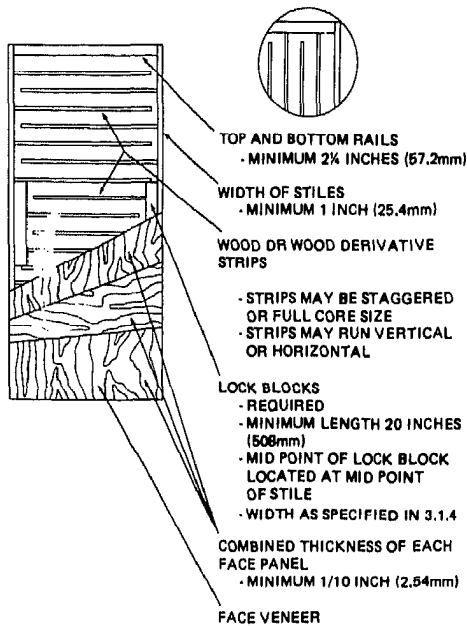 TOP AND BOTTOM RAILS
- MINIMUM 2¼ INCHES (57.2mm)
WIDTH OF STILES
- MINIMUM 1 INCH (25.4mm)
WOOD OR WOOD DERIVATIVE
STRIPS
- STRIPS MAY BE STAGGERED
OR FULL CORE SIZE
- STRIPS MAY RUN VERTICAL
OR HORIZONTAL
LOCK BLOCKS
- REQUIRED
- MINIMUM LENGTH 20 INCHES
(508mm)
- MID POINT OF LOCK BLOCK
LOCATED AT MID POINT
OF STILE
- WIDTH AS SPECIFIED IN 3.1.4
COMBINED THICKNESS OF EACH
FACE PANEL
- MINIMUM 1/10 INCH (2.54mm)
FACE VENEER